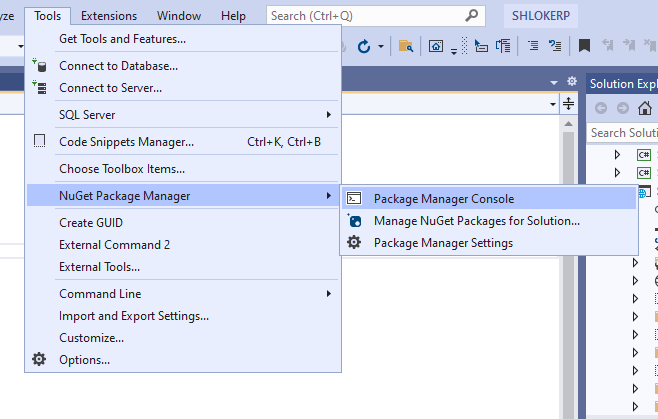 yze Tools Extensions Window Help Search (Ctrl+Q) SHLOKERP
Get Tools and Features...
Connect to Database...
Connect to Server...
SQL Server
Code Snippets Manager... Ctrl+K, Ctrl+B
Choose Toolbox Items...
NuGet Package Manager
Create GUID
External Command 2
External Tools...
Command Line
Import and Export Settings...
Customize...
Options...
Package Manager Console
Manage NuGet Packages for Solution...
Package Manager Settings
Solution Expl
Search Solution
C#
C#